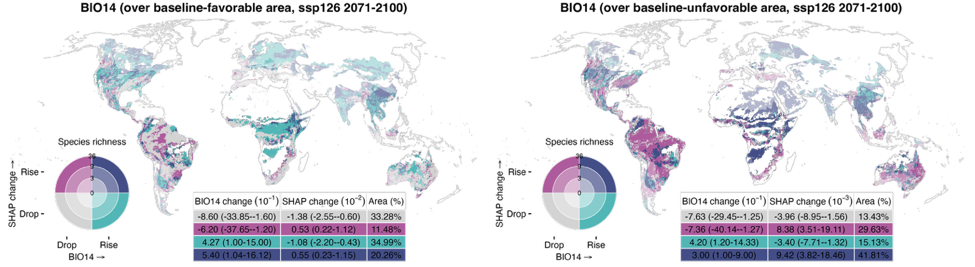 BIO14 (over baseline-favorable area, ssp126 2071-2100)
Species richness
36
3
0
SHAP change →
Rise
Drop
Drop
Rise
BIO14 →
BIO14 change (10⁻¹) SHAP change (10⁻²) Area (%)
-8.60 (-33.85--1.60) -1.38 (-2.55--0.60) 33.28%
-6.20 (-37.65--1.20) 0.53 (0.22-1.12) 11.48%
4.27 (1.00-15.00) -1.08 (-2.20--0.43) 34.99%
5.40 (1.04-16.12) 0.55 (0.23-1.15) 20.26%
BIO14 (over baseline-unfavorable area, ssp126 2071-2100)
Species richness
36
3
0
SHAP change →
Rise
Drop
Drop
Rise
BIO14 →
BIO14 change (10⁻¹) SHAP change (10⁻³) Area (%)
-7.63 (-29.45--1.25) -3.96 (-8.95--1.56) 13.43%
-7.36 (-40.14--1.27) 8.38 (3.51-19.11) 29.63%
4.20 (1.20-14.33) -3.40 (-7.71--1.32) 15.13%
3.00 (1.00-9.00) 9.42 (3.82-18.46) 41.81%